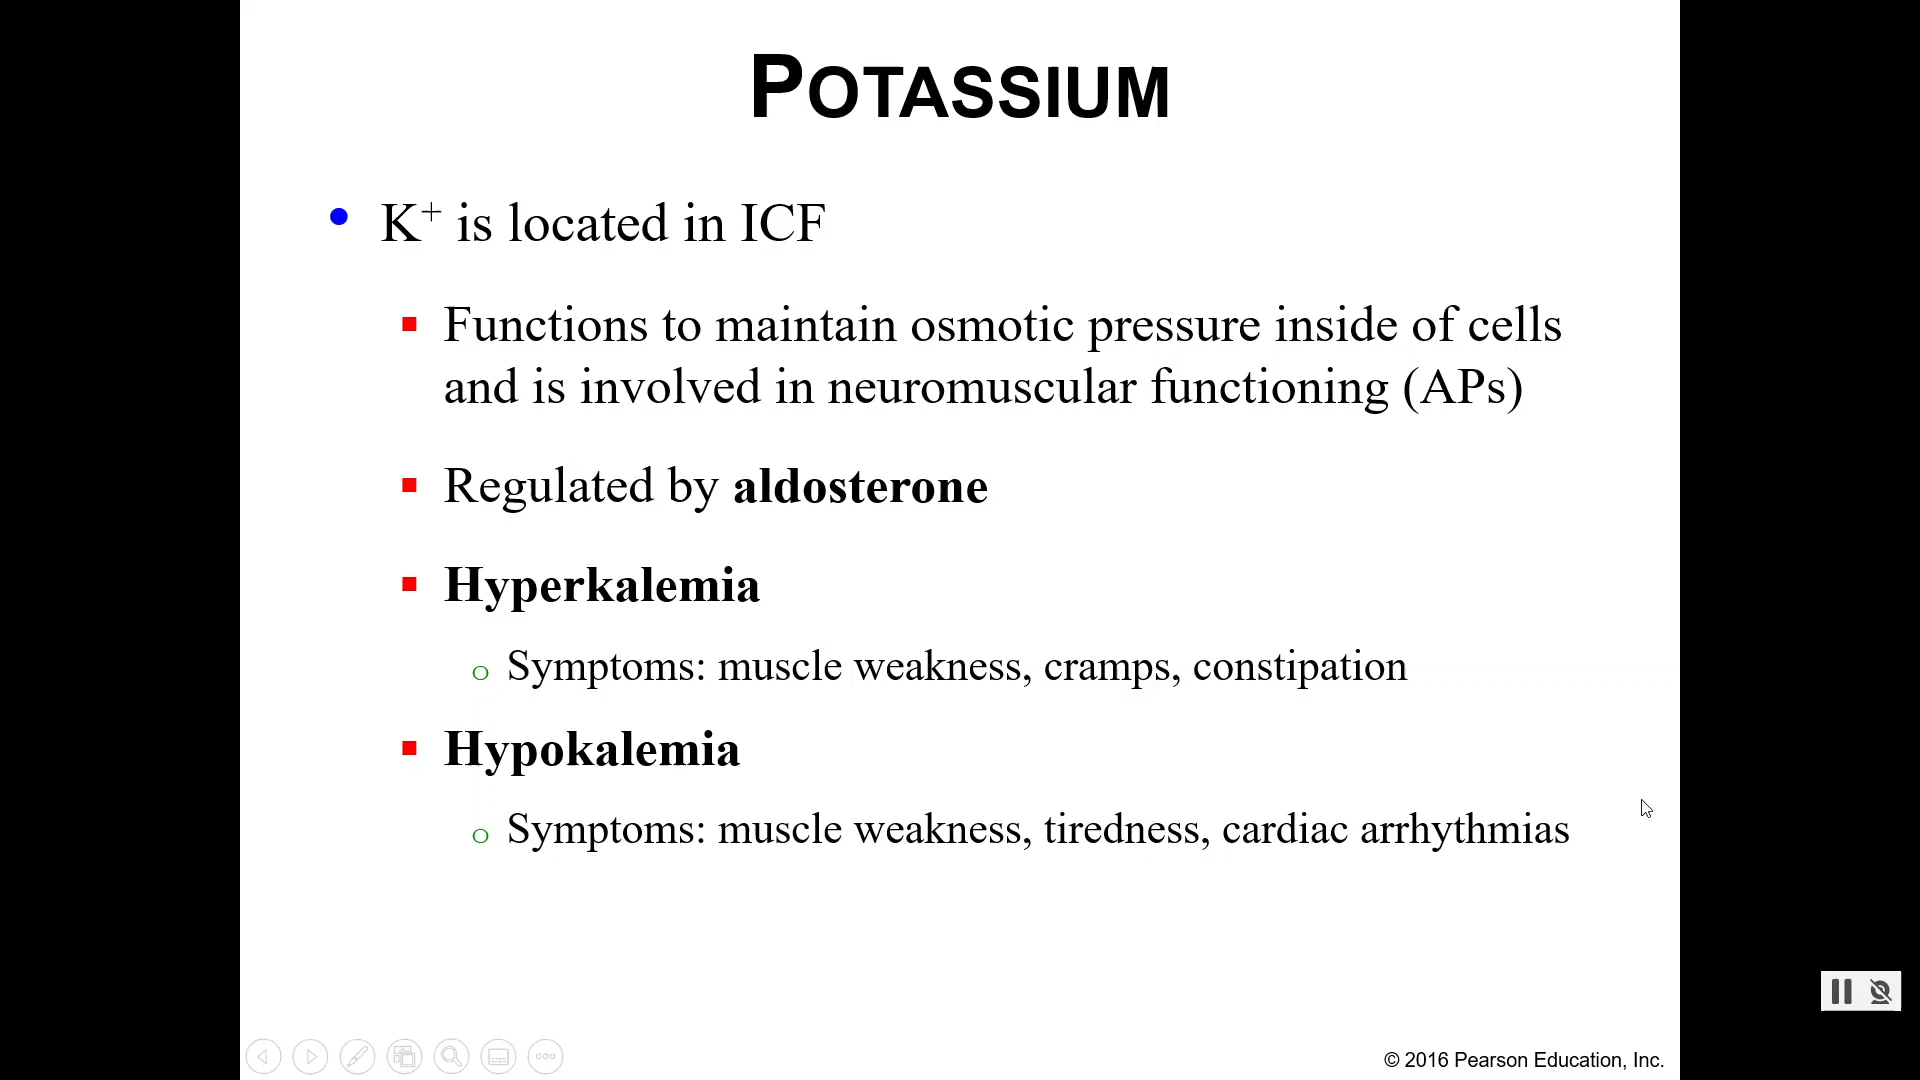 POTASSIUM
• K⁺ is located in ICF
▪ Functions to maintain osmotic pressure inside of cells
and is involved in neuromuscular functioning (APs)
▪ Regulated by aldosterone
▪ Hyperkalemia
o Symptoms: muscle weakness, cramps, constipation
▪ Hypokalemia
o Symptoms: muscle weakness, tiredness, cardiac arrhythmias
© 2016 Pearson Education, Inc.